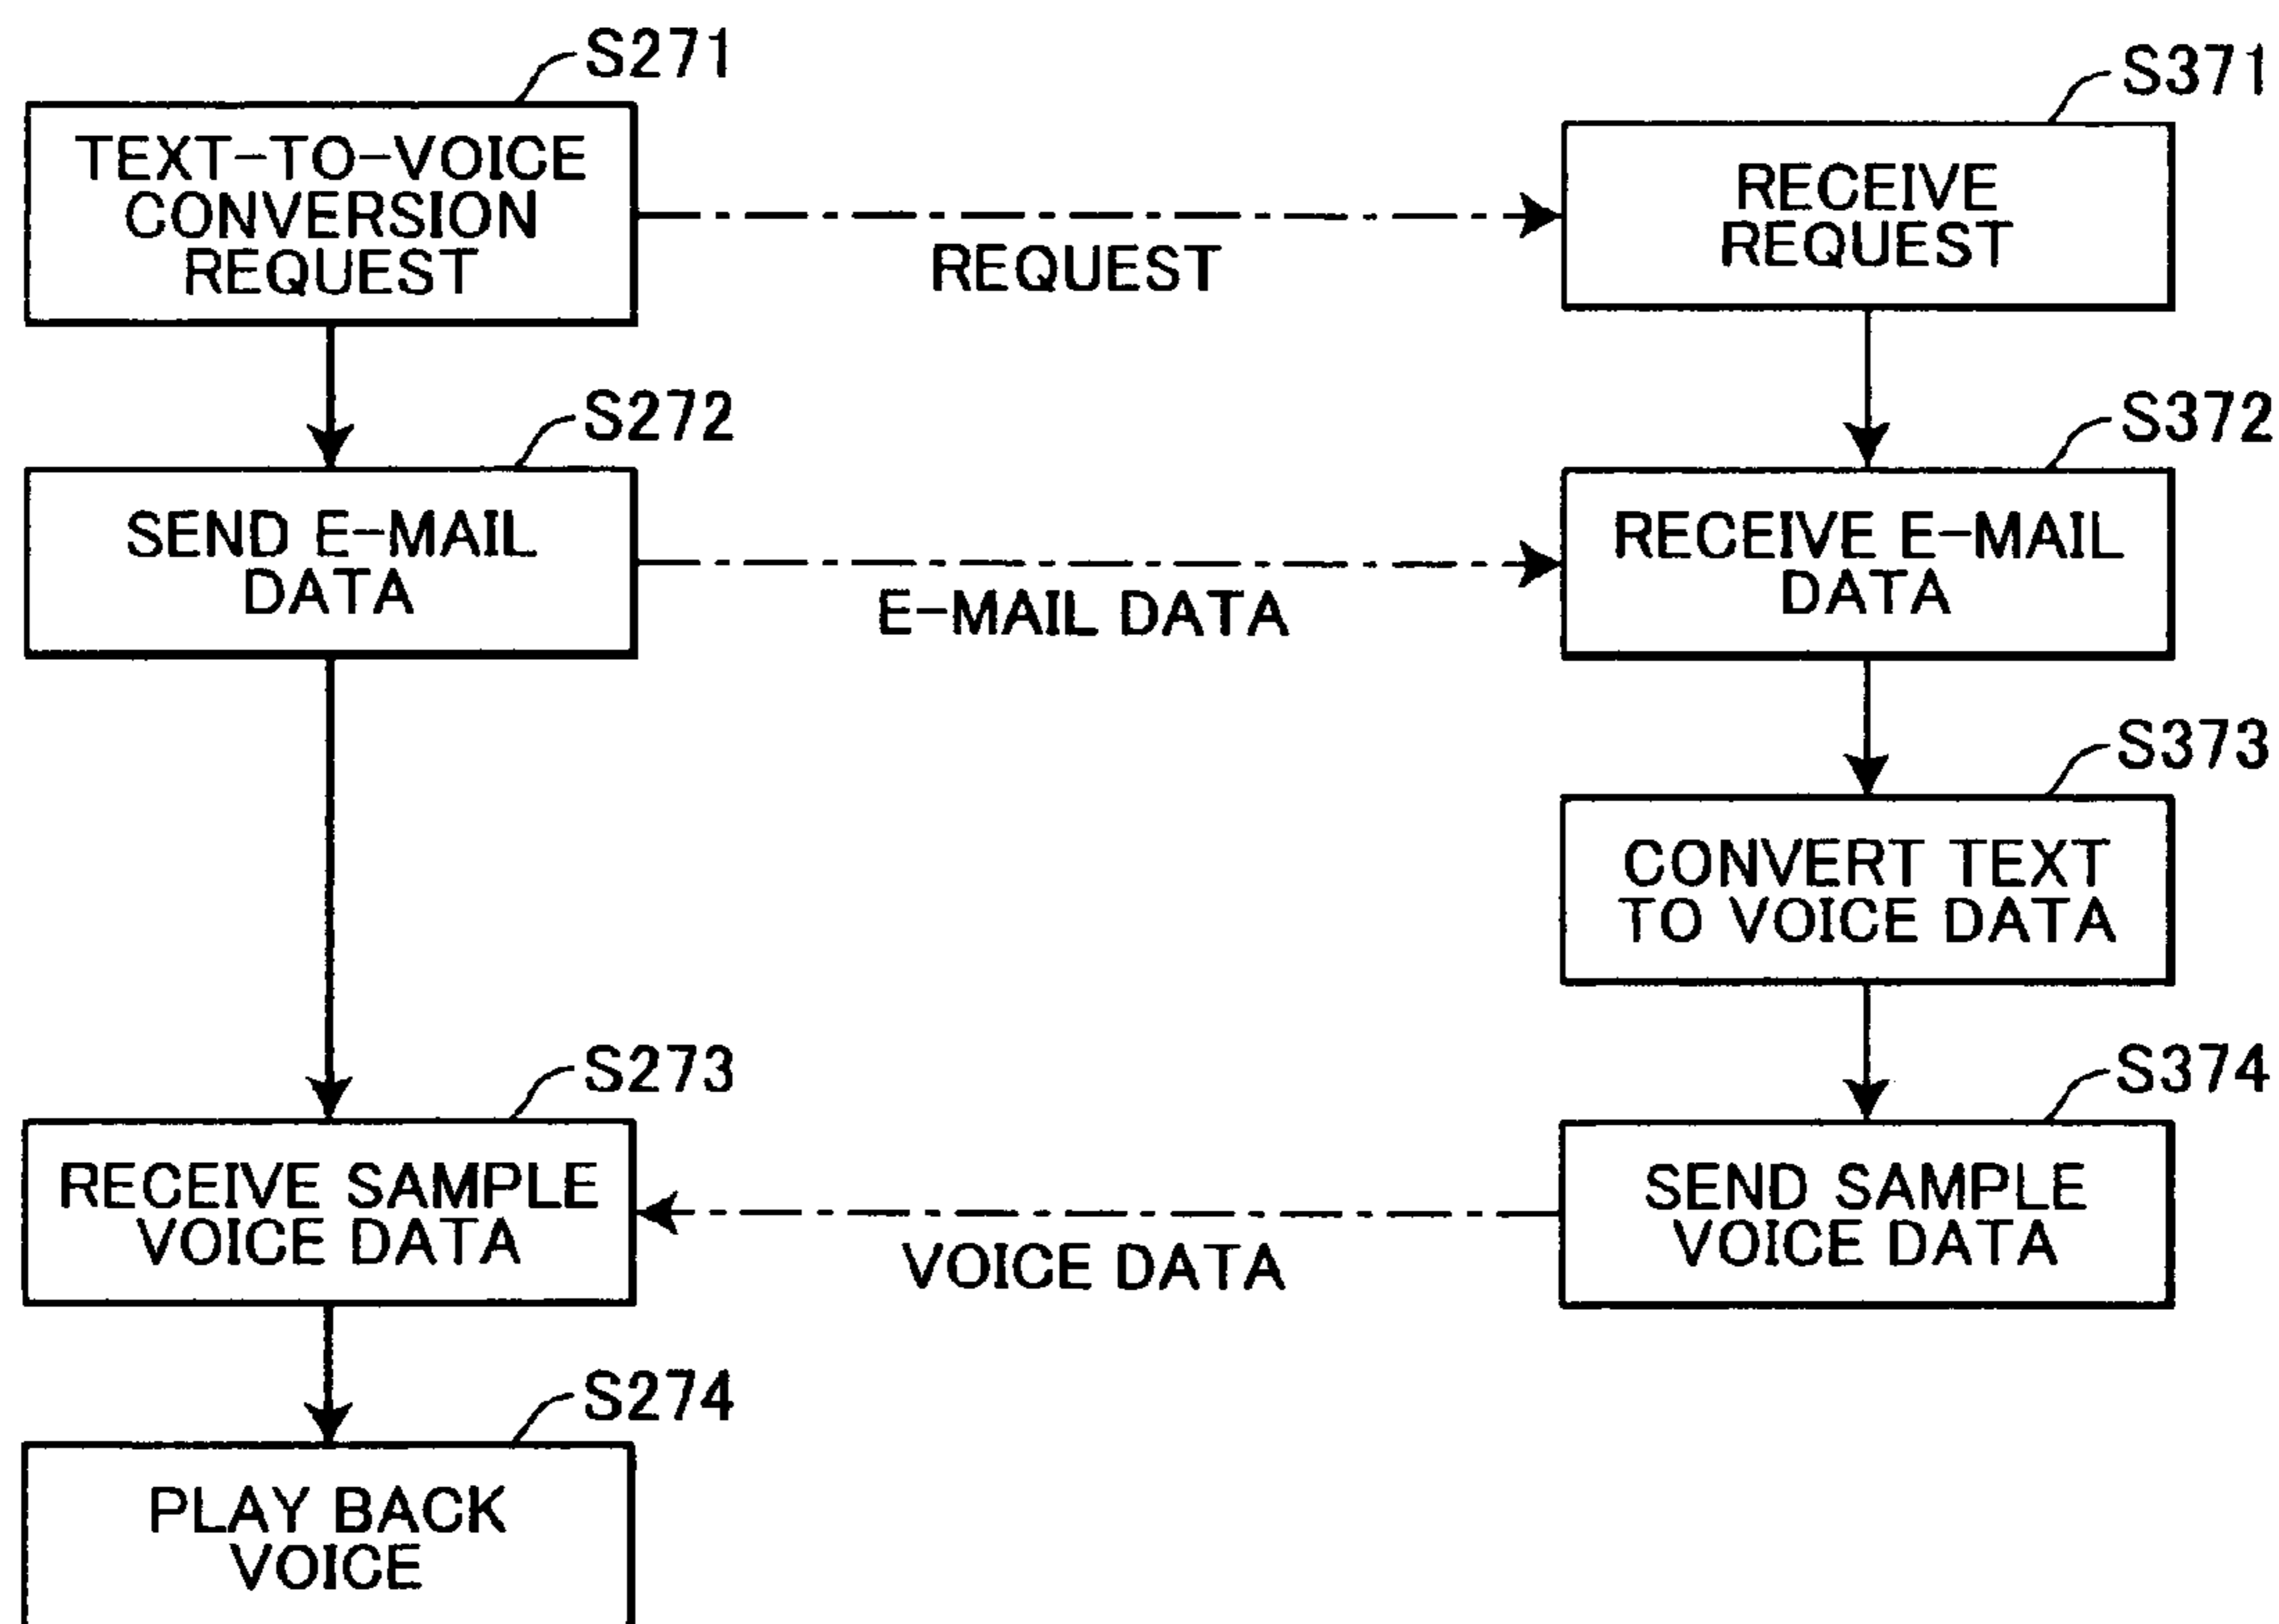 S271
TEXT-TO-VOICE
CONVERSION
REQUEST
REQUEST
S371
RECEIVE
REQUEST
S272
SEND E-MAIL
DATA
E-MAIL DATA
S372
RECEIVE E-MAIL
DATA
S373
CONVERT TEXT
TO VOICE DATA
S273
RECEIVE SAMPLE
VOICE DATA
VOICE DATA
S374
SEND SAMPLE
VOICE DATA
S274
PLAY BACK
VOICE